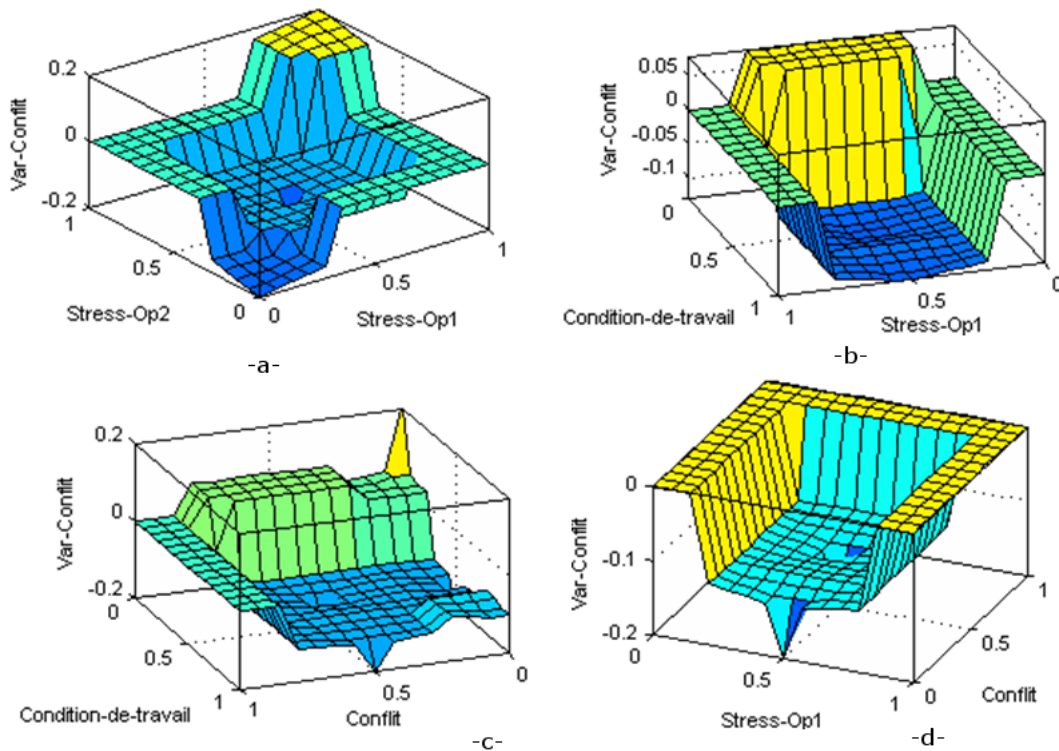 0.2
0
-0.2
1
0.5
0
0
0.5
1
Var-Conflit
Stress-Op2
Stress-Op1
-a-
0.05
0
-0.05
-0.1
0
0.5
1
1
0.5
0
Var-Conflit
Condition-de-travail
Stress-Op1
-b-
0.2
0
-0.2
0
0.5
1
1
0.5
0
Var-Conflit
Condition-de-travail
Conflit
-c-
0
-0.1
-0.2
0
0.5
1
0
0.5
1
Var-Conflit
Stress-Op1
Conflit
-d-